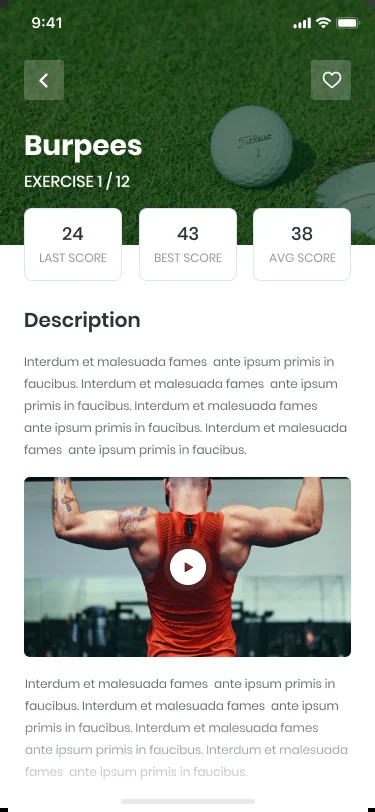 9:41
Titleist
1
Burpees
EXERCISE 1 / 12
24
LAST SCORE
43
BEST SCORE
38
AVG SCORE
Description
Interdum et malesuada fames  ante ipsum primis in
faucibus. Interdum et malesuada fames  ante ipsum
primis in faucibus. Interdum et malesuada fames
ante ipsum primis in faucibus. Interdum et malesuada
fames  ante ipsum primis in faucibus.
Interdum et malesuada fames  ante ipsum primis in
faucibus. Interdum et malesuada fames  ante ipsum
primis in faucibus. Interdum et malesuada fames
ante ipsum primis in faucibus. Interdum et malesuada
fames  ante ipsum primis in faucibus.